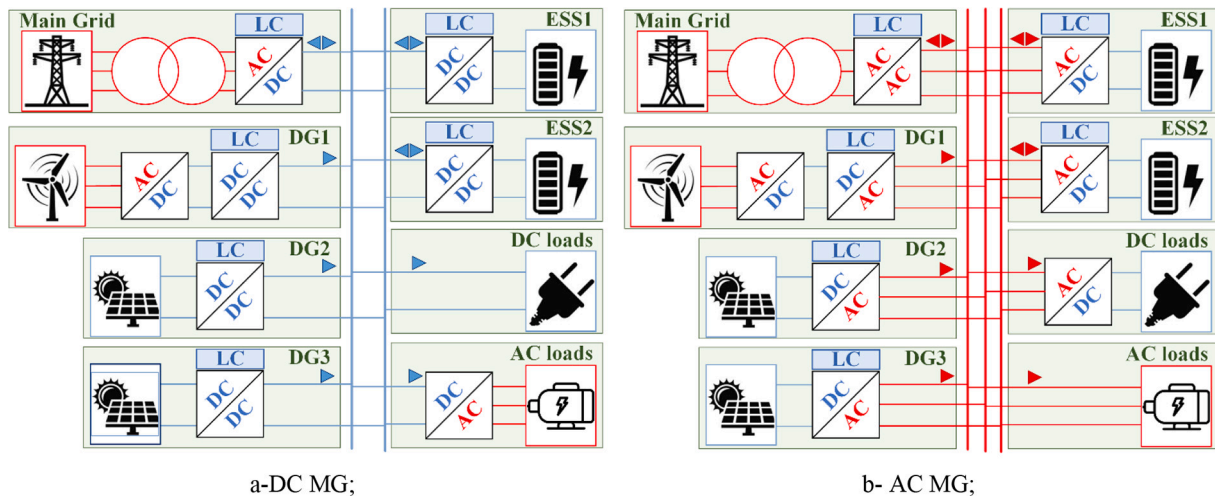 Main Grid
LC
AC
DC
LC
ESS1
DC
DC
DG1
AC
DC
LC
DC
DC
LC
ESS2
DC
DC
DG2
LC
DC
DC
DC loads
DG3
LC
DC
DC
AC loads
DC
AC
a-DC MG;
Main Grid
LC
AC
AC
LC
ESS1
AC
DC
DG1
AC
DC
LC
DC
AC
LC
ESS2
AC
DC
DG2
LC
DC
AC
DC loads
AC
DC
DG3
LC
DC
AC
AC loads
b- AC MG;